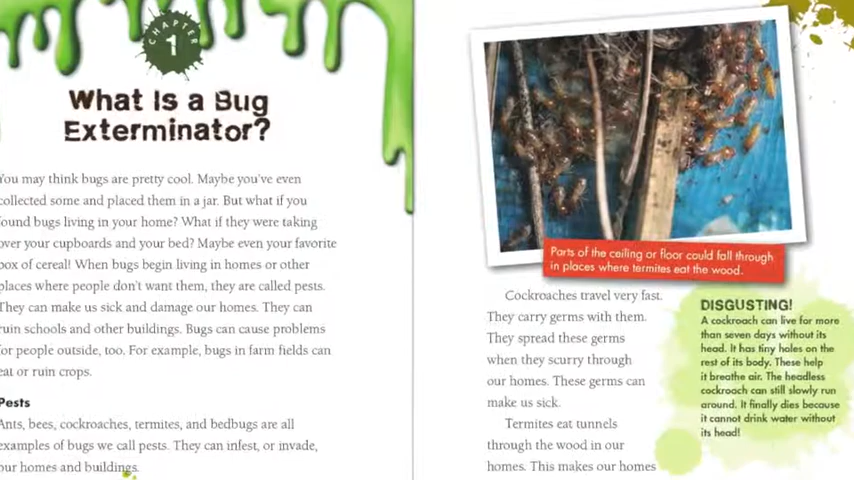 CHAPTER
1
What Is a Bug
Exterminator?
You may think bugs are pretty cool. Maybe you've even
collected some and placed them in a jar. But what if you
found bugs living in your home? What if they were taking
over your cupboards and your bed? Maybe even your favorite
box of cereal! When bugs begin living in homes or other
places where people don't want them, they are called pests.
They can make us sick and damage our homes. They can
ruin schools and other buildings. Bugs can cause problems
for people outside, too. For example, bugs in farm fields can
eat or ruin crops.
Pests
Ants, bees, cockroaches, termites, and bedbugs are all
examples of bugs we call pests. They can infest, or invade,
our homes and buildings.
Parts of the ceiling or floor could fall through
in places where termites eat the wood.
Cockroaches travel very fast.
They carry germs with them.
They spread these germs
when they scurry through
our homes. These germs can
make us sick.
Termites eat tunnels
through the wood in our
homes. This makes our homes
DISGUSTING!
A cockroach can live for more
than seven days without its
head. It has tiny holes on the
rest of its body. These help
it breathe air. The headless
cockroach can still slowly run
around. It finally dies because
it cannot drink water without
its head!